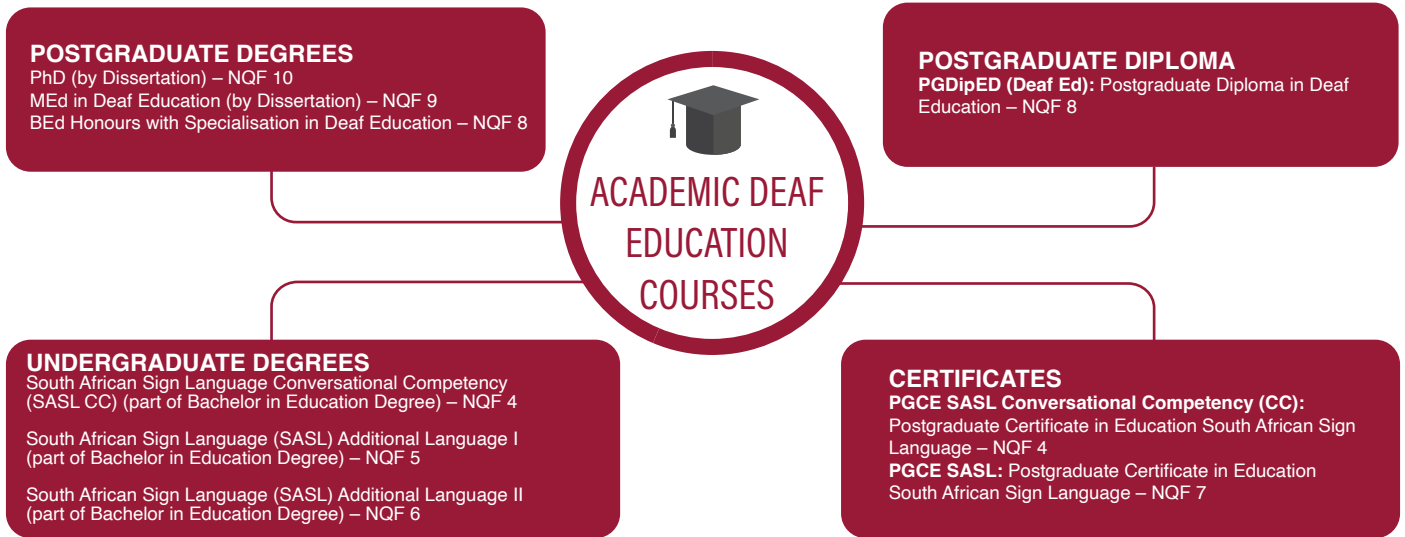 POSTGRADUATE DEGREES
PhD (by Dissertation) – NQF 10
MEd in Deaf Education (by Dissertation) – NQF 9
BEd Honours with Specialisation in Deaf Education – NQF 8
POSTGRADUATE DIPLOMA
PGDipED (Deaf Ed): Postgraduate Diploma in Deaf
Education – NQF 8
ACADEMIC DEAF
EDUCATION
COURSES
UNDERGRADUATE DEGREES
South African Sign Language Conversational Competency
(SASL CC) (part of Bachelor in Education Degree) – NQF 4
South African Sign Language (SASL) Additional Language I
(part of Bachelor in Education Degree) – NQF 5
South African Sign Language (SASL) Additional Language II
(part of Bachelor in Education Degree) – NQF 6
CERTIFICATES
PGCE SASL Conversational Competency (CC):
Postgraduate Certificate in Education South African Sign
Language – NQF 4
PGCE SASL: Postgraduate Certificate in Education
South African Sign Language – NQF 7